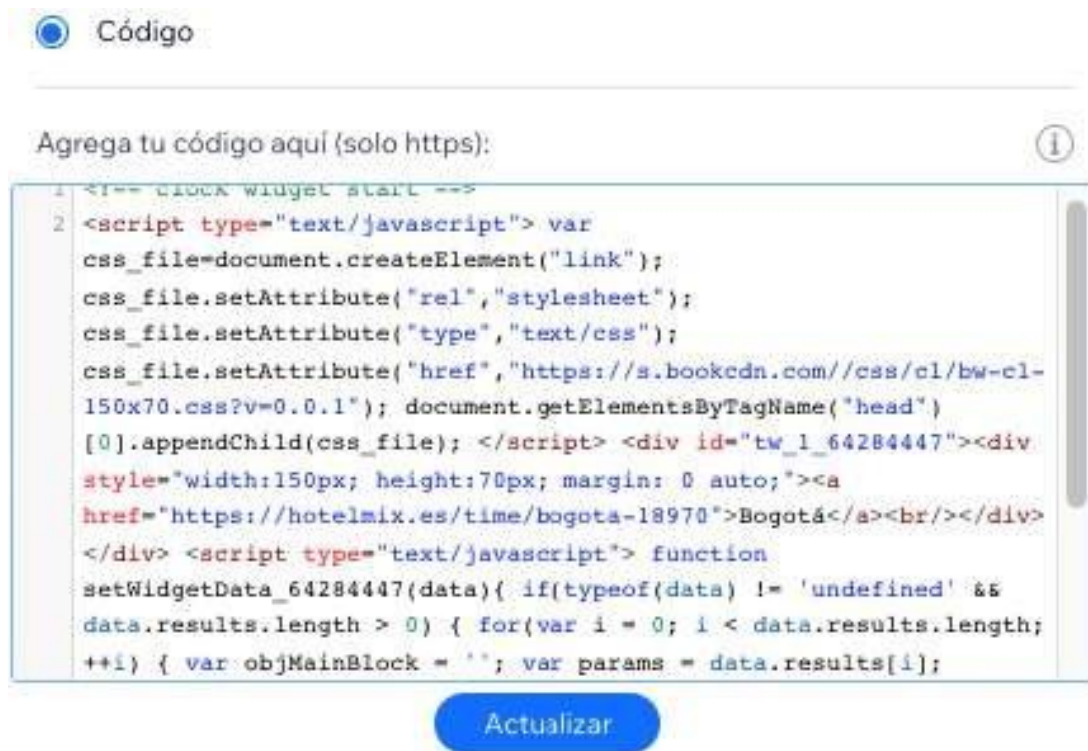 Código
Agrega tu código aquí (solo https):
1 <!-- clock widget start -->
2 <script type="text/javascript"> var
css_file=document.createElement("link");
css_file.setAttribute("rel","stylesheet");
css_file.setAttribute("type","text/css");
css_file.setAttribute("href","https://s.bookcdn.com//css/cl/bw-cl-
150x70.css?v=0.0.1"); document.getElementsByTagName("head")
[0].appendChild(css_file); </script> <div id="tw_1_64284447"><div
style="width:150px; height:70px; margin: 0 auto;"><a
href="https://hotelmix.es/time/bogota-18970">Bogotá</a><br/></div>
</div> <script type="text/javascript"> function
setWidgetData_64284447(data){ if(typeof(data) != 'undefined' &&
data.results.length > 0) { for(var i = 0; i < data.results.length;
++i) { var objMainBlock = ''; var params = data.results[i];
Actualizar